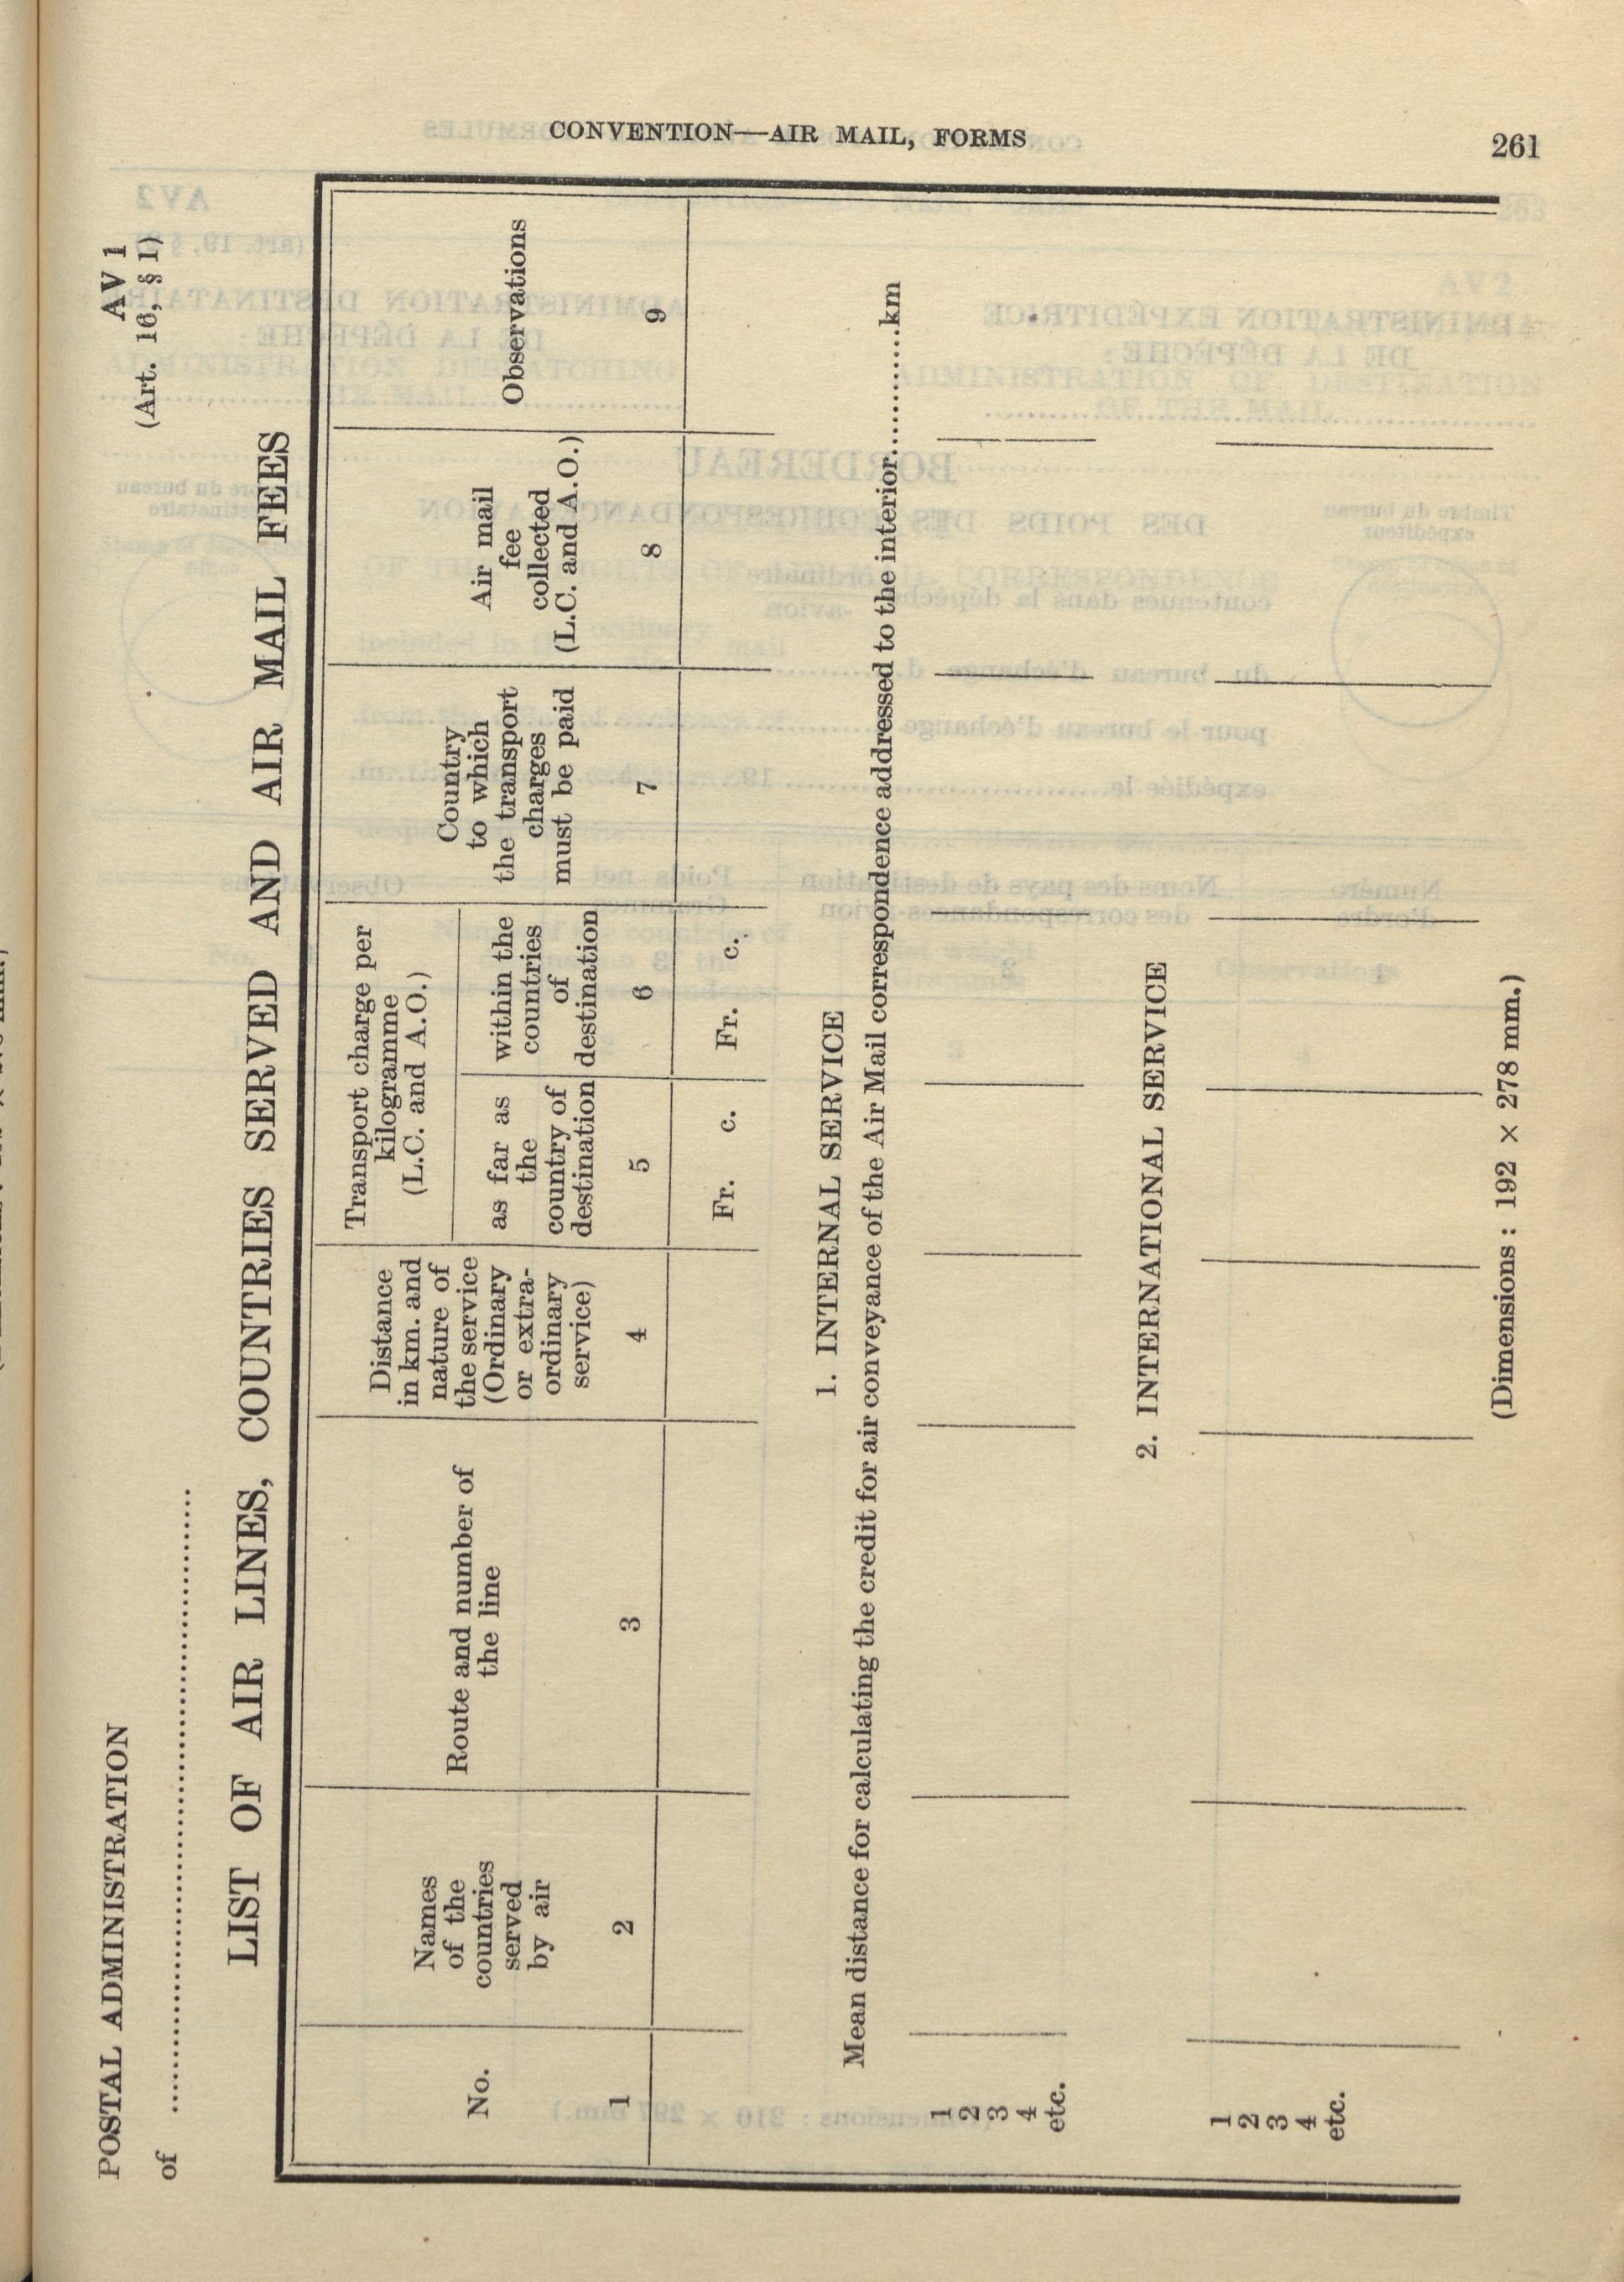 CONVENTION—AIR MAIL, FORMS
261
POSTAL ADMINISTRATION
of
AV 1
(Art. 16, § 1)
LIST OF AIR LINES, COUNTRIES SERVED AND AIR MAIL FEES
No.
1
Names
of the
countries
served
by air
2
Route and number of
the line
3
Distance
in km. and
nature of
the service
(Ordinary
or extra-
ordinary
service)
4
Transport charge per
kilogramme
(L.C. and A.O.)
as far as
the
country of
destination
5
within the
countries
of
destination
6
Country
to which
the transport
charges
must be paid
7
Air mail
fee
collected
(L.C. and A.O.)
8
Observations
9
Fr. c.
Fr. c.
1. INTERNAL SERVICE
Mean distance for calculating the credit for air conveyance of the Air Mail correspondence addressed to the interior............km
1
2
3
4
etc.
2. INTERNATIONAL SERVICE
1
2
3
4
etc.
(Dimensions : 192 × 278 mm.)